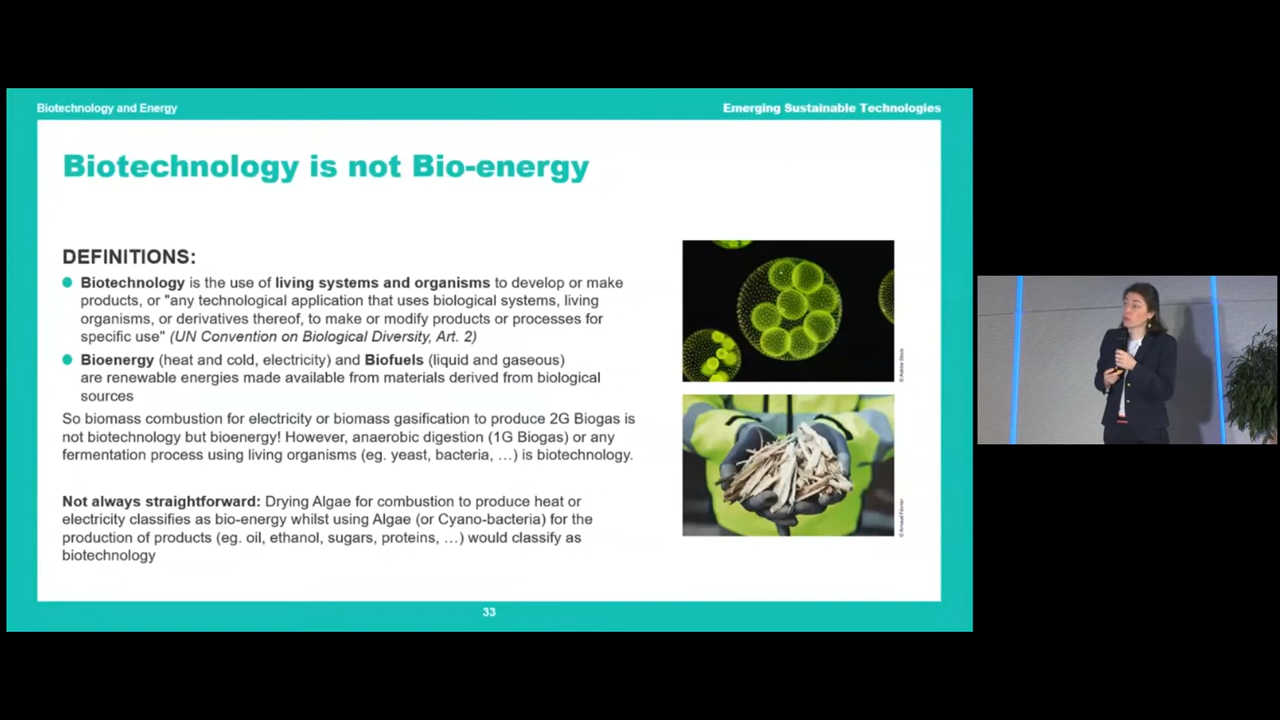 Biotechnology and Energy
Emerging Sustainable Technologies
Biotechnology is not Bio-energy
DEFINITIONS:
Biotechnology is the use of living systems and organisms to develop or make
products, or "any technological application that uses biological systems, living
organisms, or derivatives thereof, to make or modify products or processes for
specific use" (UN Convention on Biological Diversity, Art. 2)
Bioenergy (heat and cold, electricity) and Biofuels (liquid and gaseous)
are renewable energies made available from materials derived from biological
sources
So biomass combustion for electricity or biomass gasification to produce 2G Biogas is
not biotechnology but bioenergy! However, anaerobic digestion (1G Biogas) or any
fermentation process using living organisms (eg. yeast, bacteria, …) is biotechnology.
Not always straightforward: Drying Algae for combustion to produce heat or
electricity classifies as bio-energy whilst using Algae (or Cyano-bacteria) for the
production of products (eg. oil, ethanol, sugars, proteins, …) would classify as
biotechnology
© Adobe Stock
33